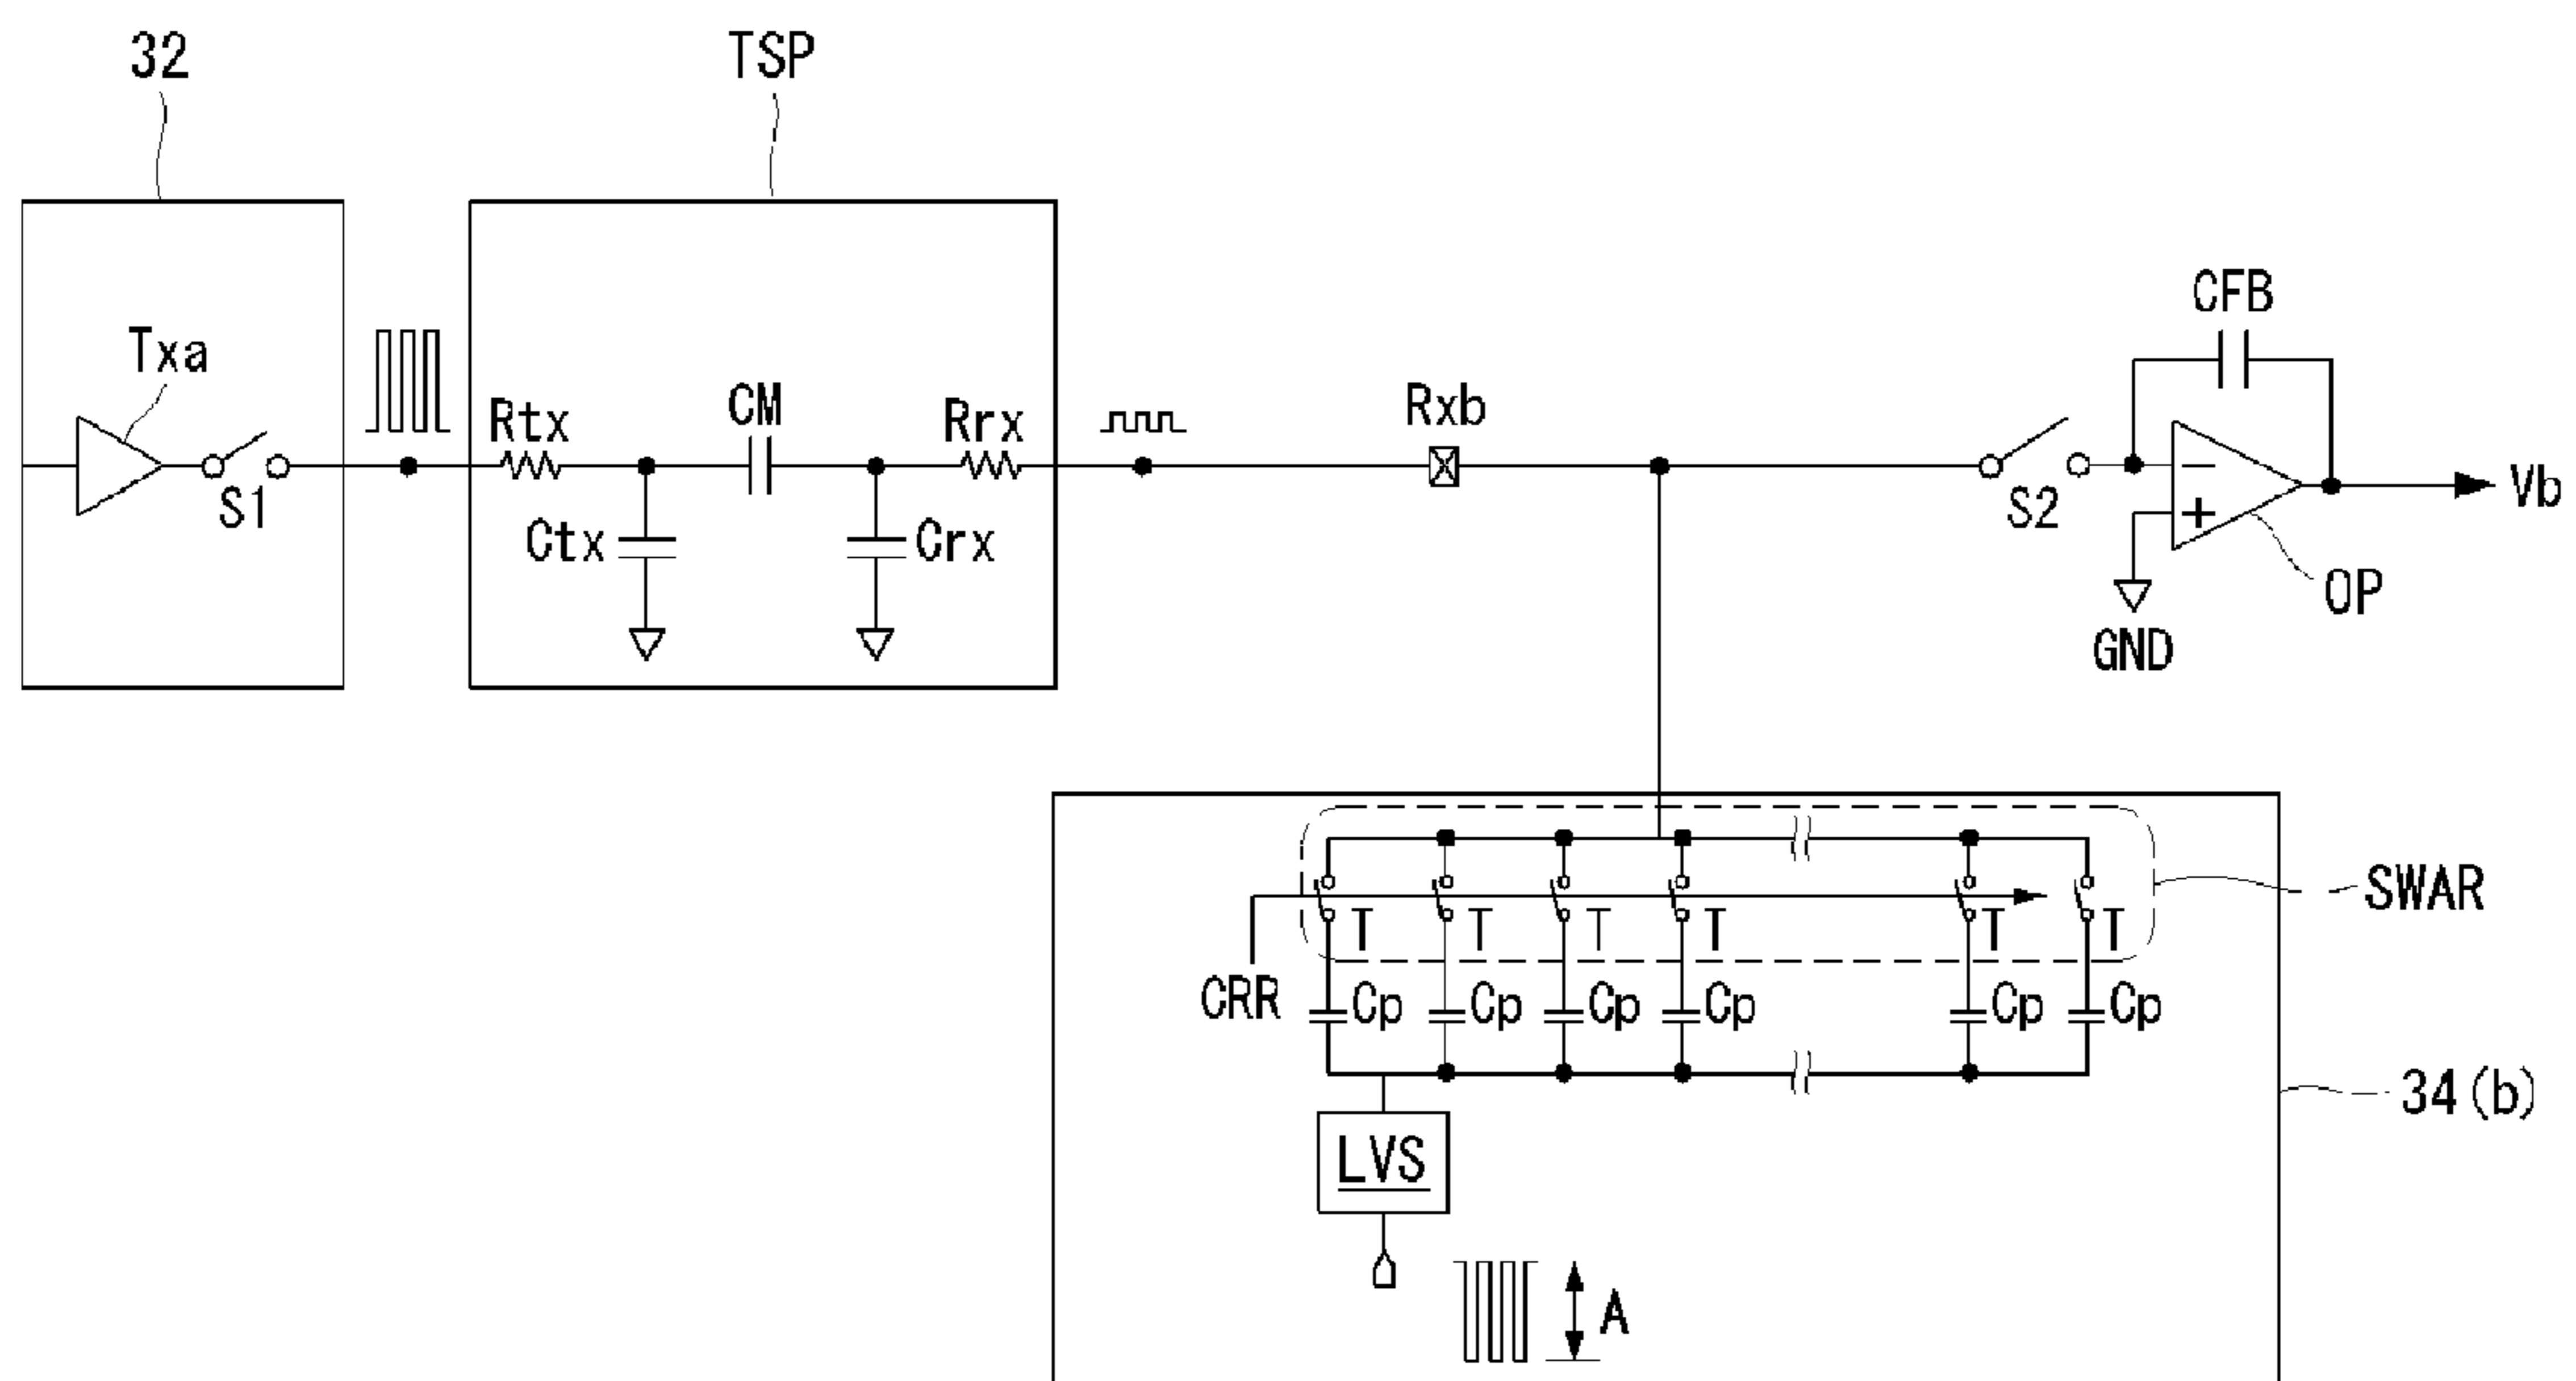 32
TSP
Txa
S1
Rtx
CM
Rrx
Ctx
Crx
Rxb
S2
CFB
−
+
GND
OP
Vb
SWAR
T T T T T T
CRR
Cp Cp Cp Cp Cp Cp
34(b)
LVS
A